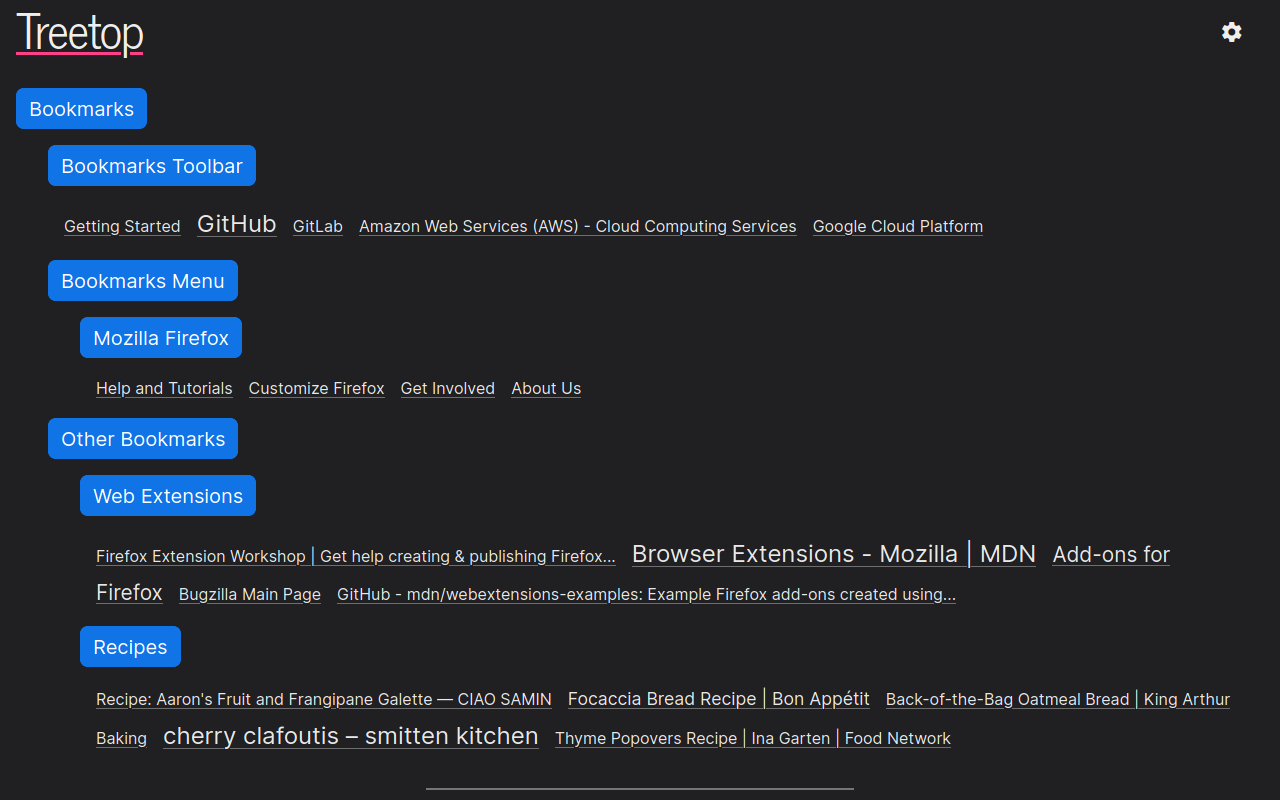 Treetop
Bookmarks
Bookmarks Toolbar
Getting Started GitHub GitLab Amazon Web Services (AWS) - Cloud Computing Services Google Cloud Platform
Bookmarks Menu
Mozilla Firefox
Help and Tutorials Customize Firefox Get Involved About Us
Other Bookmarks
Web Extensions
Firefox Extension Workshop | Get help creating & publishing Firefox… Browser Extensions - Mozilla | MDN Add-ons for
Firefox Bugzilla Main Page GitHub - mdn/webextensions-examples: Example Firefox add-ons created using…
Recipes
Recipe: Aaron's Fruit and Frangipane Galette — CIAO SAMIN Focaccia Bread Recipe | Bon Appétit Back-of-the-Bag Oatmeal Bread | King Arthur
Baking cherry clafoutis – smitten kitchen Thyme Popovers Recipe | Ina Garten | Food Network